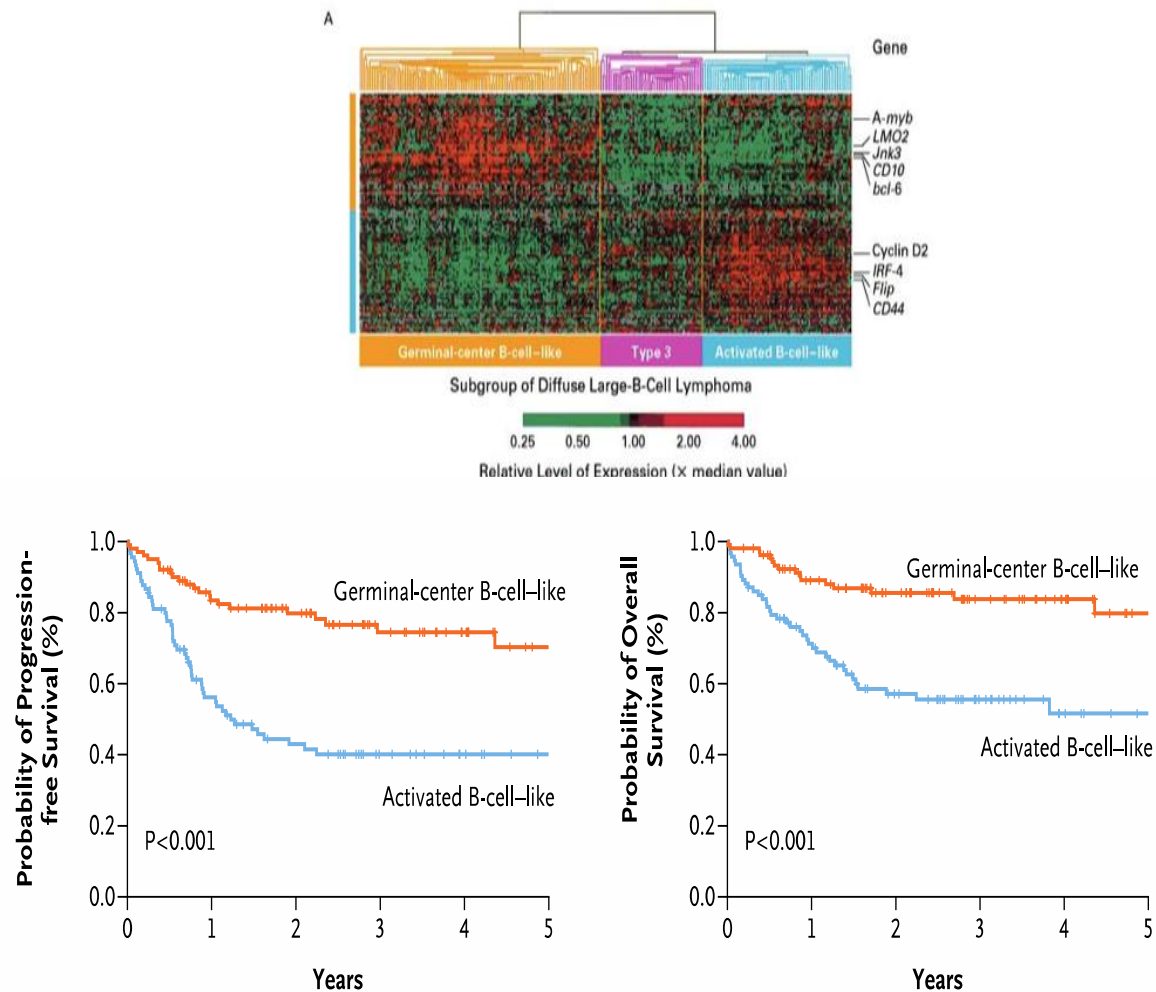 A
Gene
A-myb
LMO2
Jnk3
CD10
bcl-6
Cyclin D2
IRF-4
Flip
CD44
Germinal-center B-cell–like
Type 3
Activated B-cell–like
Subgroup of Diffuse Large-B-Cell Lymphoma
0.25 0.50 1.00 2.00 4.00
Relative Level of Expression (× median value)
Probability of Progression-
free Survival (%)
1.0
0.8
0.6
0.4
0.2
0.0
Germinal-center B-cell–like
Activated B-cell–like
P<0.001
0 1 2 3 4 5
Years
Probability of Overall
Survival (%)
1.0
0.8
0.6
0.4
0.2
0.0
Germinal-center B-cell–like
Activated B-cell–like
P<0.001
0 1 2 3 4 5
Years